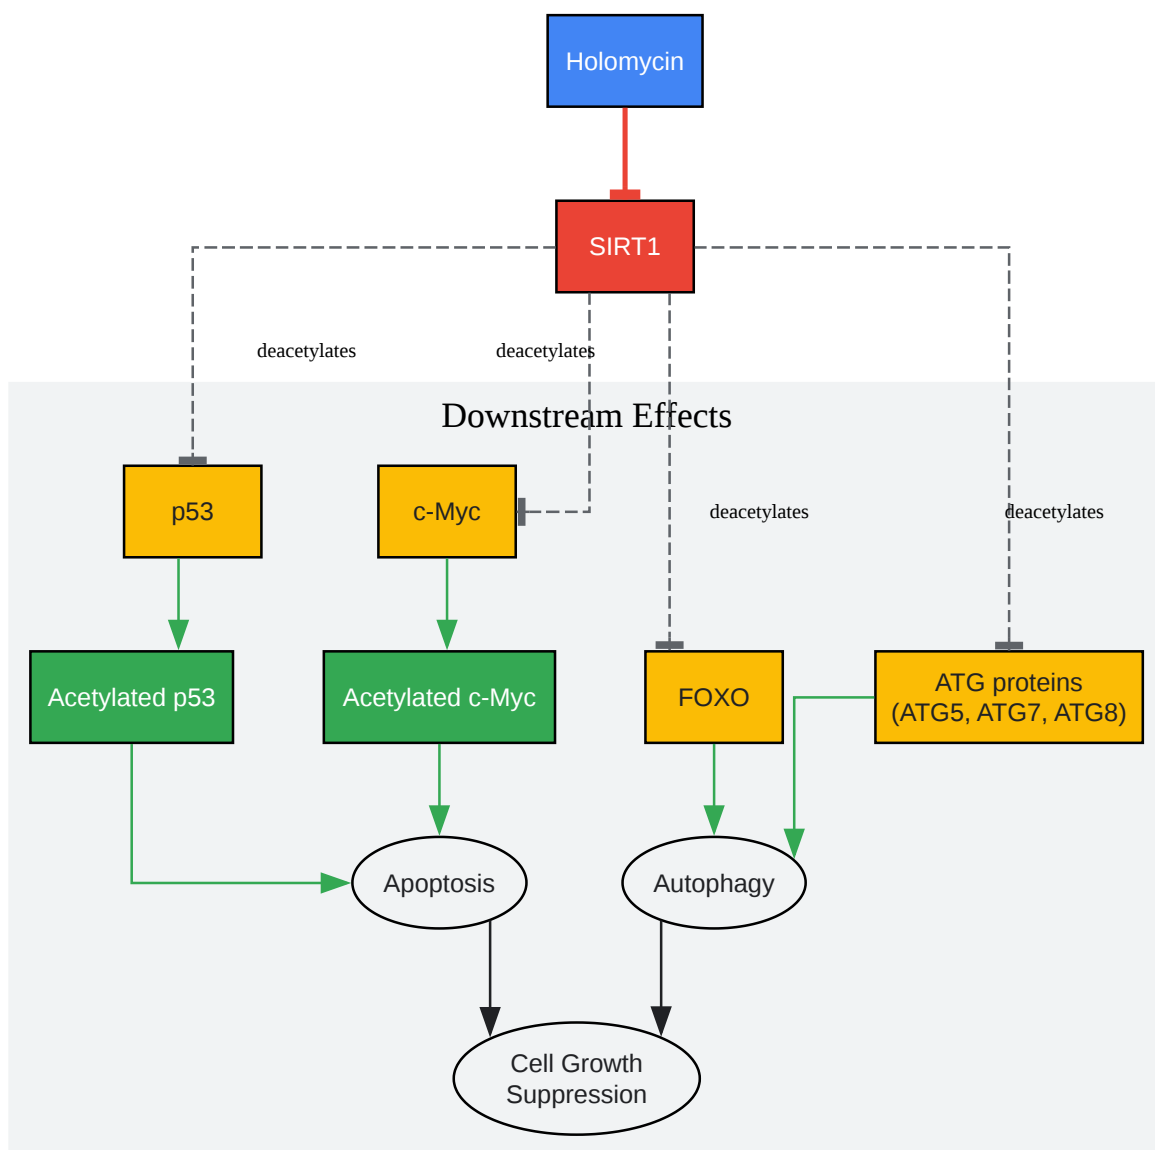 Holomycin
SIRT1
deacetylates
deacetylates
Downstream Effects
p53
c-Myc
deacetylates
deacetylates
Acetylated p53
Acetylated c-Myc
FOXO
ATG proteins
(ATG5, ATG7, ATG8)
Apoptosis
Autophagy
Cell Growth
Suppression